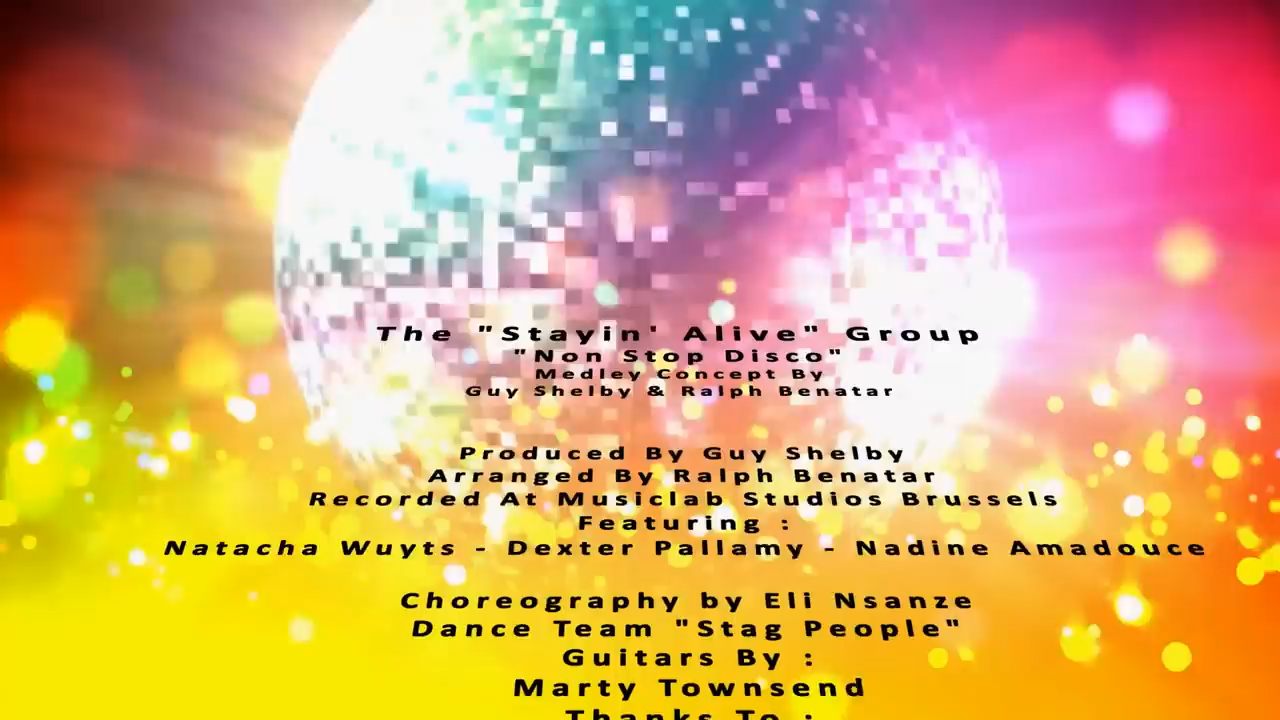 The "Stayin' Alive" Group
"Non Stop Disco"
Medley Concept By
Guy Shelby & Ralph Benatar
Produced By Guy Shelby
Arranged By Ralph Benatar
Recorded At Musiclab Studios Brussels
Featuring :
Natacha Wuyts - Dexter Pallamy - Nadine Amadouce
Choreography by Eli Nsanze
Dance Team "Stag People"
Guitars By :
Marty Townsend
Thanks To :